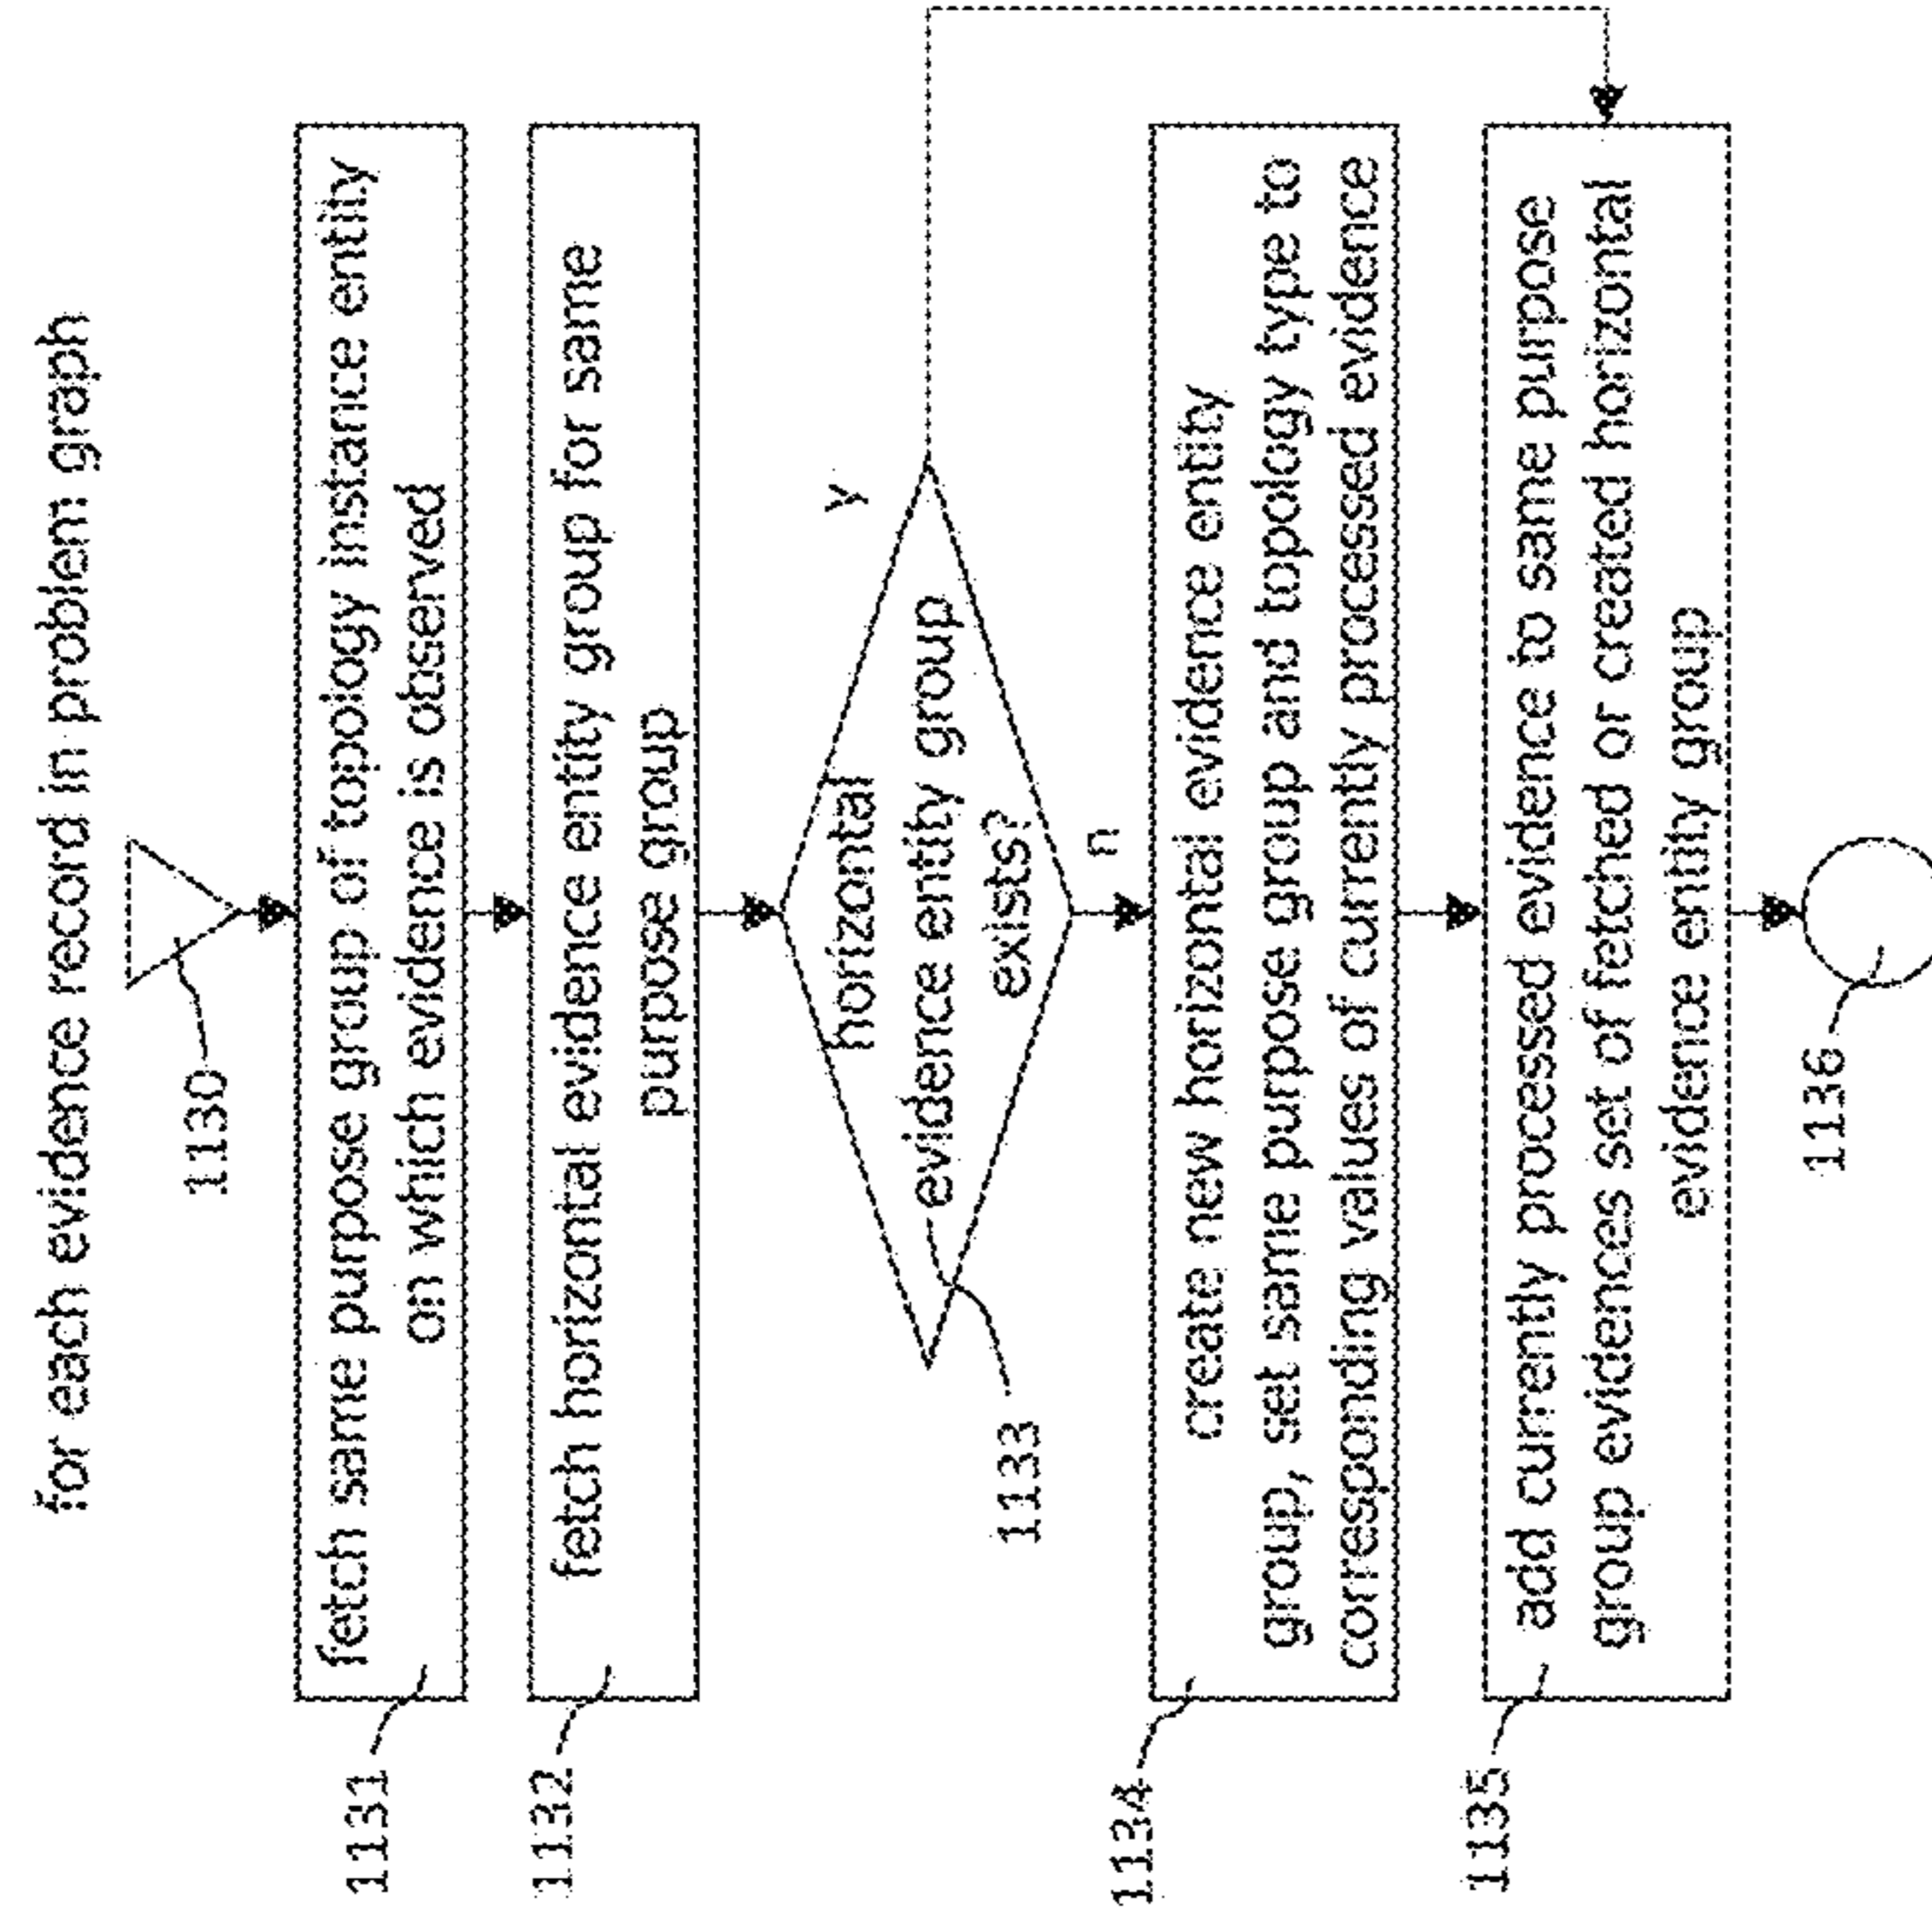 for each evidence record in problem graph
1130
fetch same purpose group of topology instance entity
on which evidence is observed
1131
fetch horizontal evidence entity group for same
purpose group
1132
horizontal
evidence entity group
exists?
y
n
1133
create new horizontal evidence entity
group, set same purpose group and topology type to
corresponding values of currently processed evidence
1134
add currently processed evidence to same purpose
group evidences set of fetched or created horizontal
evidence entity group
1135
1136